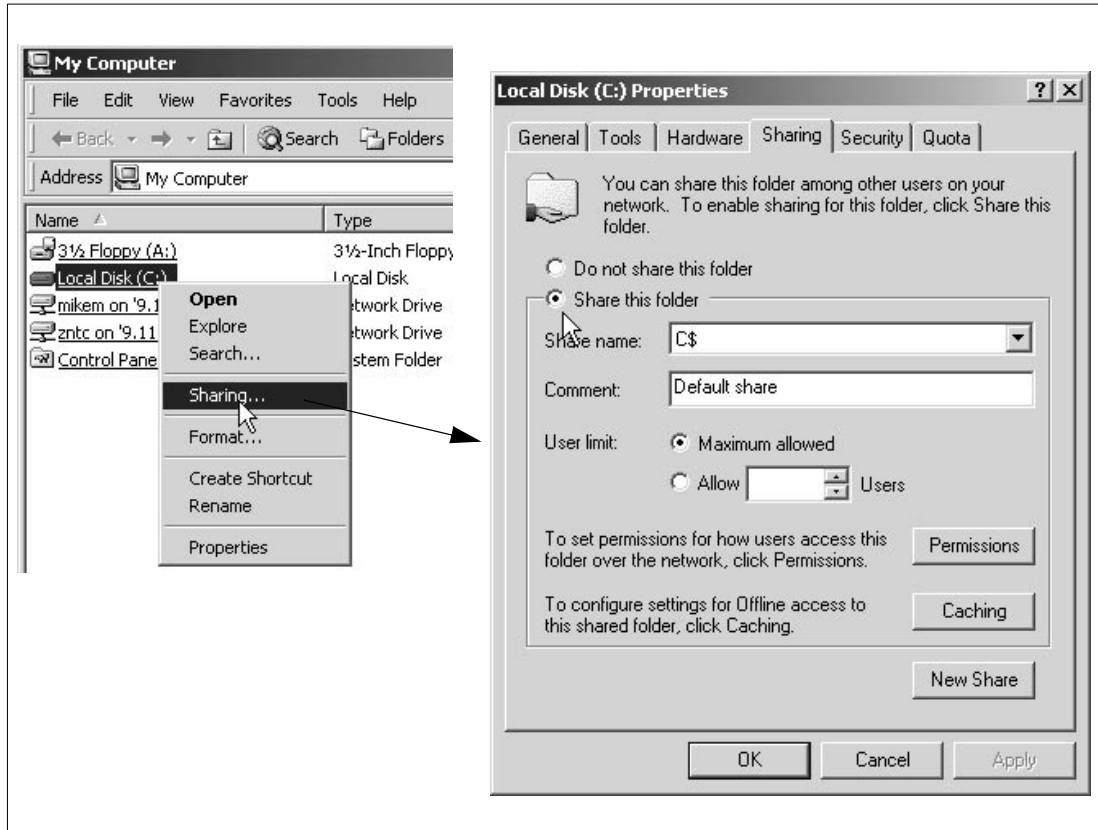 My Computer
File Edit View Favorites Tools Help
Back Search Folders
Address My Computer
Name Type
3½ Floppy (A:) 3½-Inch Floppy
Local Disk (C:) Local Disk
mikem on '9.1 etwork Drive
zntc on '9.11 etwork Drive
Control Pane stem Folder
Open
Explore
Search...
Sharing...
Format...
Create Shortcut
Rename
Properties
Local Disk (C:) Properties
General Tools Hardware Sharing Security Quota
You can share this folder among other users on your
network. To enable sharing for this folder, click Share this
folder.
Do not share this folder
Share this folder
Share name: C$
Comment: Default share
User limit: Maximum allowed
Allow Users
To set permissions for how users access this
folder over the network, click Permissions.
Permissions
To configure settings for Offline access to
this shared folder, click Caching.
Caching
New Share
OK Cancel Apply